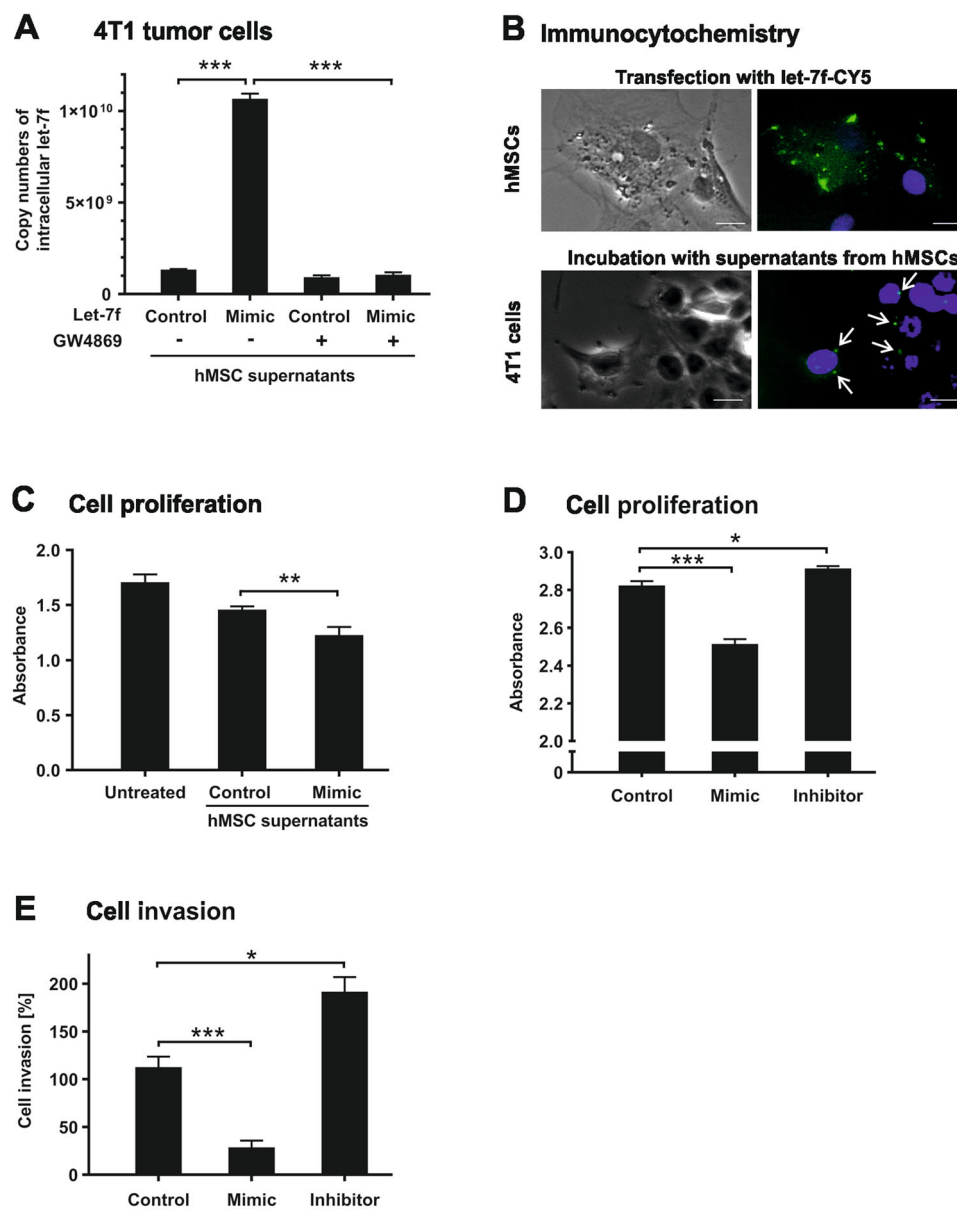 A 4T1 tumor cells
*** ***
Copy numbers of
intracellular let-7f
1×10¹⁰
5×10⁹
0
Let-7f Control Mimic Control Mimic
GW4869 - - + +
hMSC supernatants
B Immunocytochemistry
Transfection with let-7f-CY5
hMSCs
Incubation with supernatants from hMSCs
4T1 cells
C Cell proliferation
**
Absorbance
2.0
1.5
1.0
0.5
0.0
Untreated Control Mimic
hMSC supernatants
D Cell proliferation
*
***
Absorbance
3.0
2.8
2.6
2.4
2.2
2.0
0
Control Mimic Inhibitor
E Cell invasion
*
***
Cell invasion [%]
200
150
100
50
0
Control Mimic Inhibitor